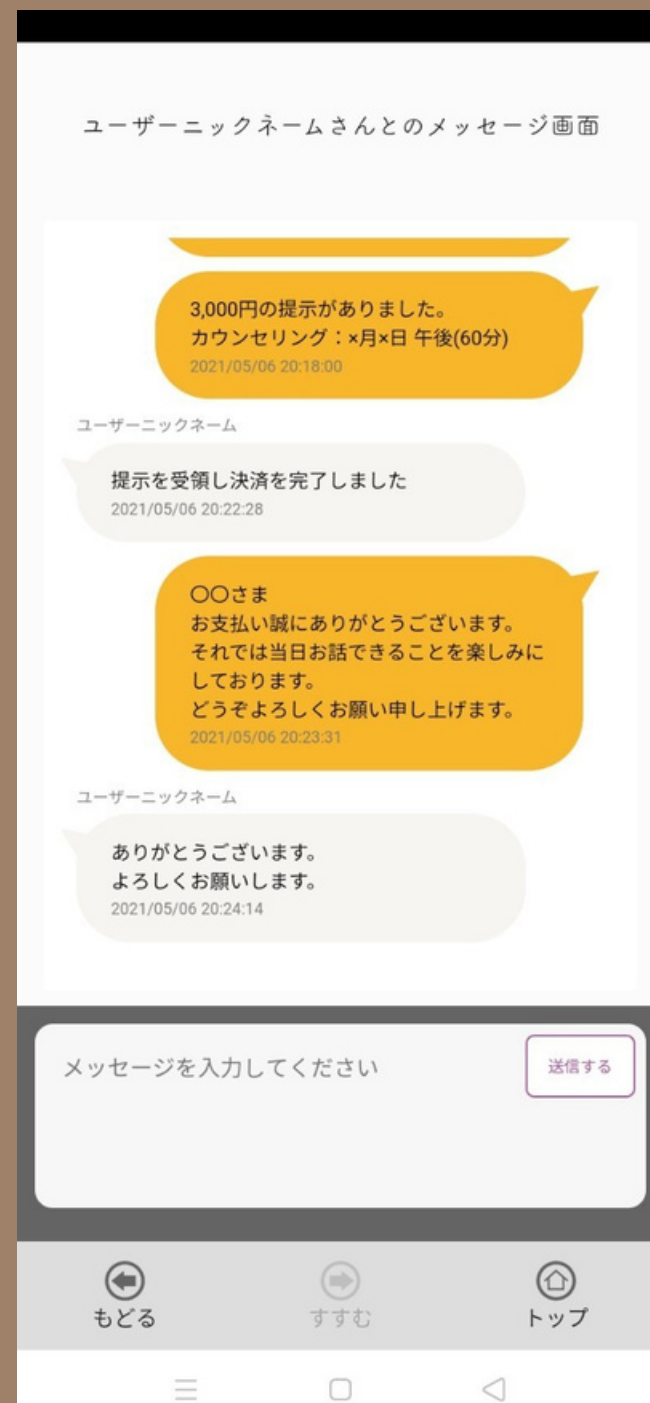 ユーザーニックネームさんとのメッセージ画面
3,000円の提示がありました。
カウンセリング：×月×日 午後(60分)
2021/05/06 20:18:00
ユーザーニックネーム
提示を受領し決済を完了しました
2021/05/06 20:22:28
〇〇さま
お支払い誠にありがとうございます。
それでは当日お話できることを楽しみに
しております。
どうぞよろしくお願い申し上げます。
2021/05/06 20:23:31
ユーザーニックネーム
ありがとうございます。
よろしくお願いします。
2021/05/06 20:24:14
メッセージを入力してください
送信する
もどる
すすむ
トップ